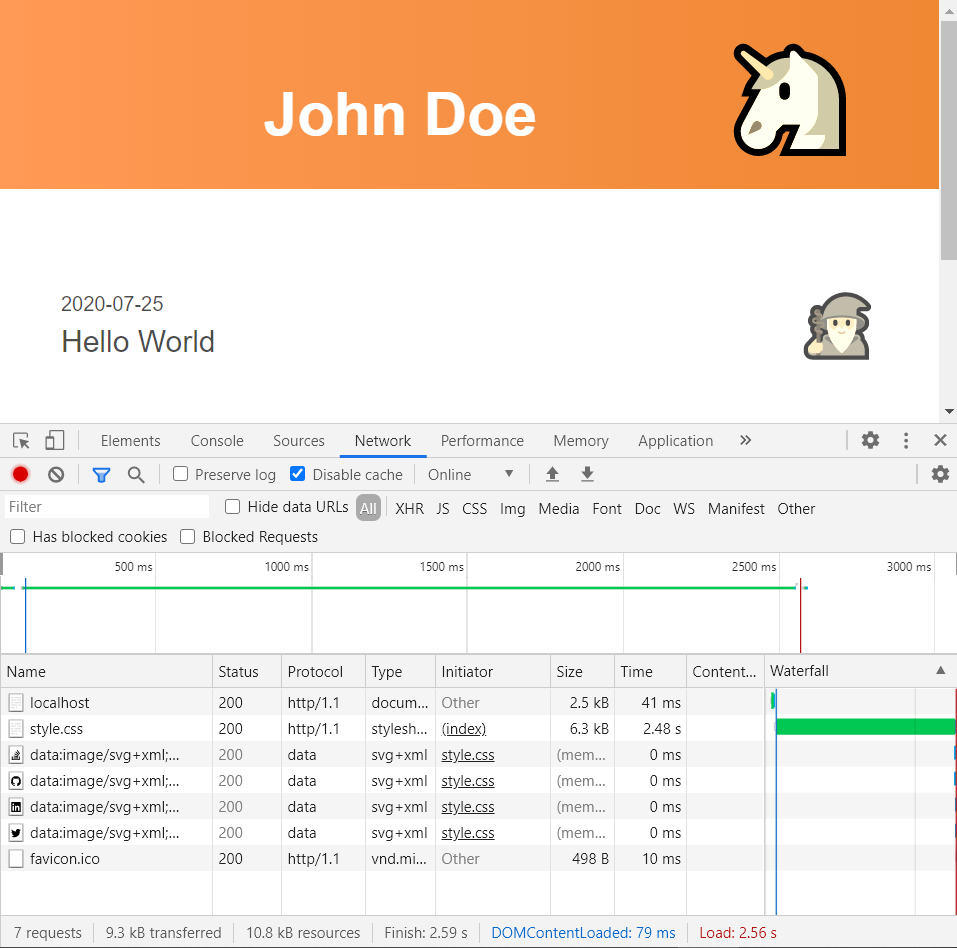 John Doe
2020-07-25
Hello World
Elements Console Sources Network Performance Memory Application »
Preserve log Disable cache Online
Filter Hide data URLs All XHR JS CSS Img Media Font Doc WS Manifest Other
Has blocked cookies Blocked Requests
500 ms 1000 ms 1500 ms 2000 ms 2500 ms 3000 ms
Name Status Protocol Type Initiator Size Time Content... Waterfall
localhost 200 http/1.1 docum... Other 2.5 kB 41 ms
style.css 200 http/1.1 stylesh... (index) 6.3 kB 2.48 s
data:image/svg+xml;... 200 data svg+xml style.css (mem... 0 ms
data:image/svg+xml;... 200 data svg+xml style.css (mem... 0 ms
data:image/svg+xml;... 200 data svg+xml style.css (mem... 0 ms
data:image/svg+xml;... 200 data svg+xml style.css (mem... 0 ms
favicon.ico 200 http/1.1 vnd.mi... Other 498 B 10 ms
7 requests 9.3 kB transferred 10.8 kB resources Finish: 2.59 s DOMContentLoaded: 79 ms Load: 2.56 s